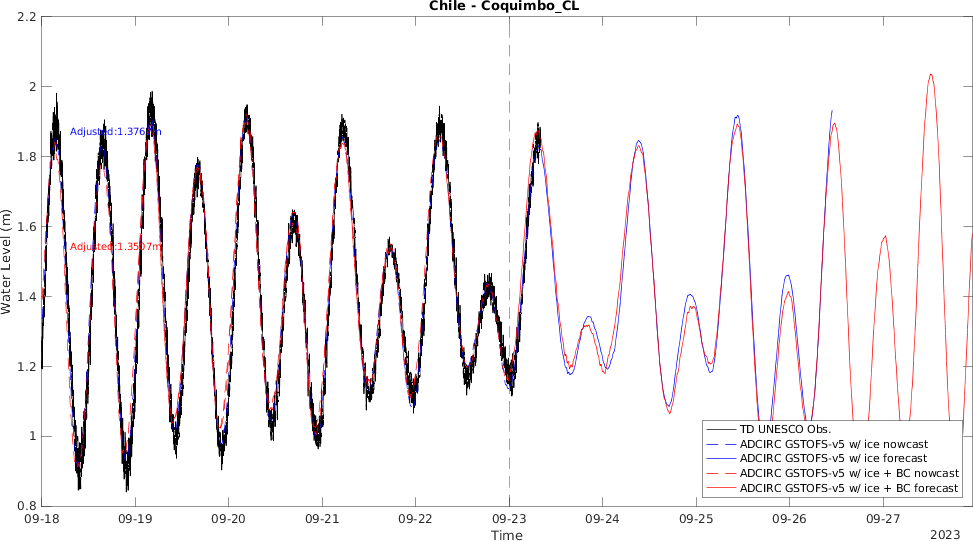 Chile - Coquimbo_CL
2.2
2
1.8
1.6
1.4
1.2
1
0.8
Water Level (m)
Adjusted:1.3507m
TD UNESCO Obs.
ADCIRC GSTOFS-v5 w/ ice nowcast
ADCIRC GSTOFS-v5 w/ ice forecast
ADCIRC GSTOFS-v5 w/ ice + BC nowcast
ADCIRC GSTOFS-v5 w/ ice + BC forecast
09-18 09-19 09-20 09-21 09-22 09-23 09-24 09-25 09-26 09-27
Time
2023